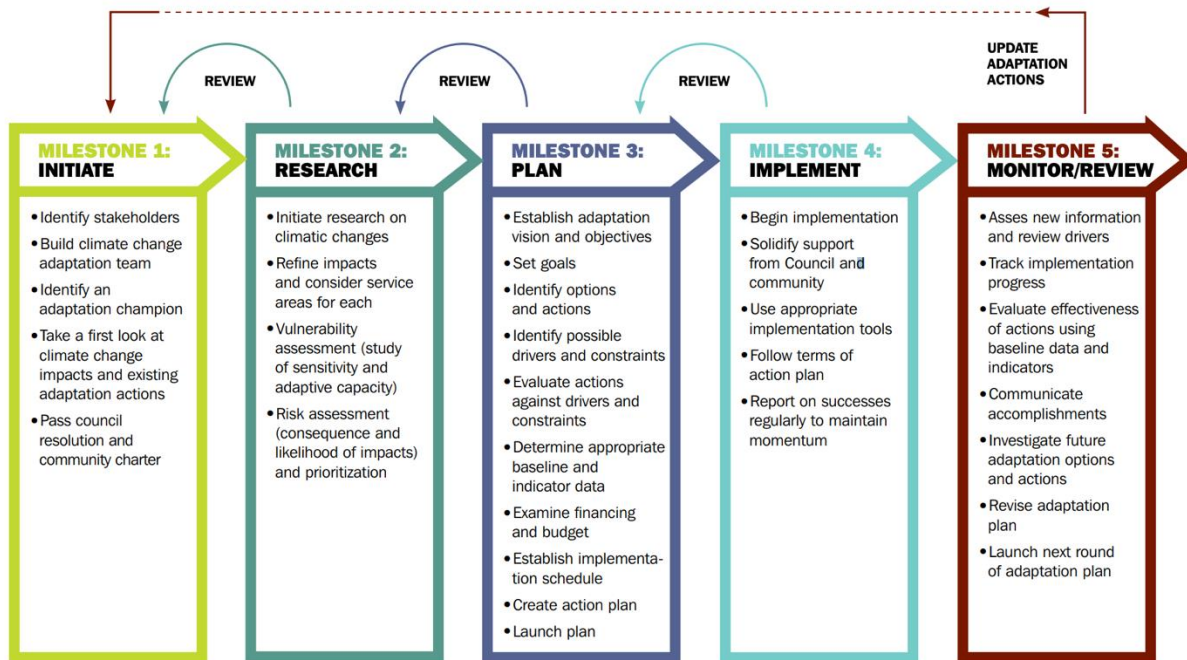 UPDATE
ADAPTATION
ACTIONS
REVIEW
REVIEW
REVIEW
MILESTONE 1:
INITIATE
• Identify stakeholders
• Build climate change
adaptation team
• Identify an
adaptation champion
• Take a first look at
climate change
impacts and existing
adaptation actions
• Pass council
resolution and
community charter
MILESTONE 2:
RESEARCH
• Initiate research on
climatic changes
• Refine impacts
and consider service
areas for each
• Vulnerability
assessment (study
of sensitivity and
adaptive capacity)
• Risk assessment
(consequence and
likelihood of impacts)
and prioritization
MILESTONE 3:
PLAN
• Establish adaptation
vision and objectives
• Set goals
• Identify options
and actions
• Identify possible
drivers and constraints
• Evaluate actions
against drivers and
constraints
• Determine appropriate
baseline and
indicator data
• Examine financing
and budget
• Establish implementa-
tion schedule
• Create action plan
• Launch plan
MILESTONE 4:
IMPLEMENT
• Begin implementation
• Solidify support
from Council and
community
• Use appropriate
implementation tools
• Follow terms of
action plan
• Report on successes
regularly to maintain
momentum
MILESTONE 5:
MONITOR/REVIEW
• Asses new information
and review drivers
• Track implementation
progress
• Evaluate effectiveness
of actions using
baseline data and
indicators
• Communicate
accomplishments
• Investigate future
adaptation options
and actions
• Revise adaptation
plan
• Launch next round
of adaptation plan